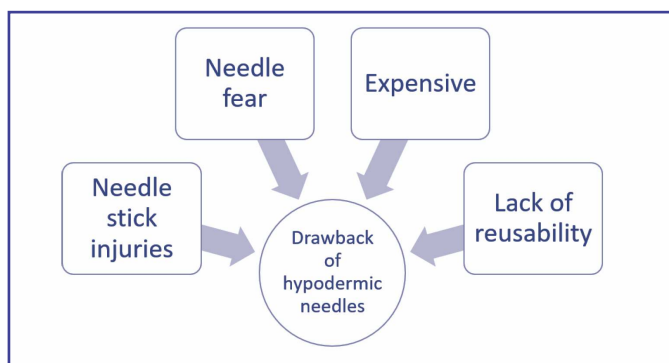 Needle
fear
Expensive
Needle
stick
injuries
Lack of
reusability
Drawback
of
hypodermic
needles